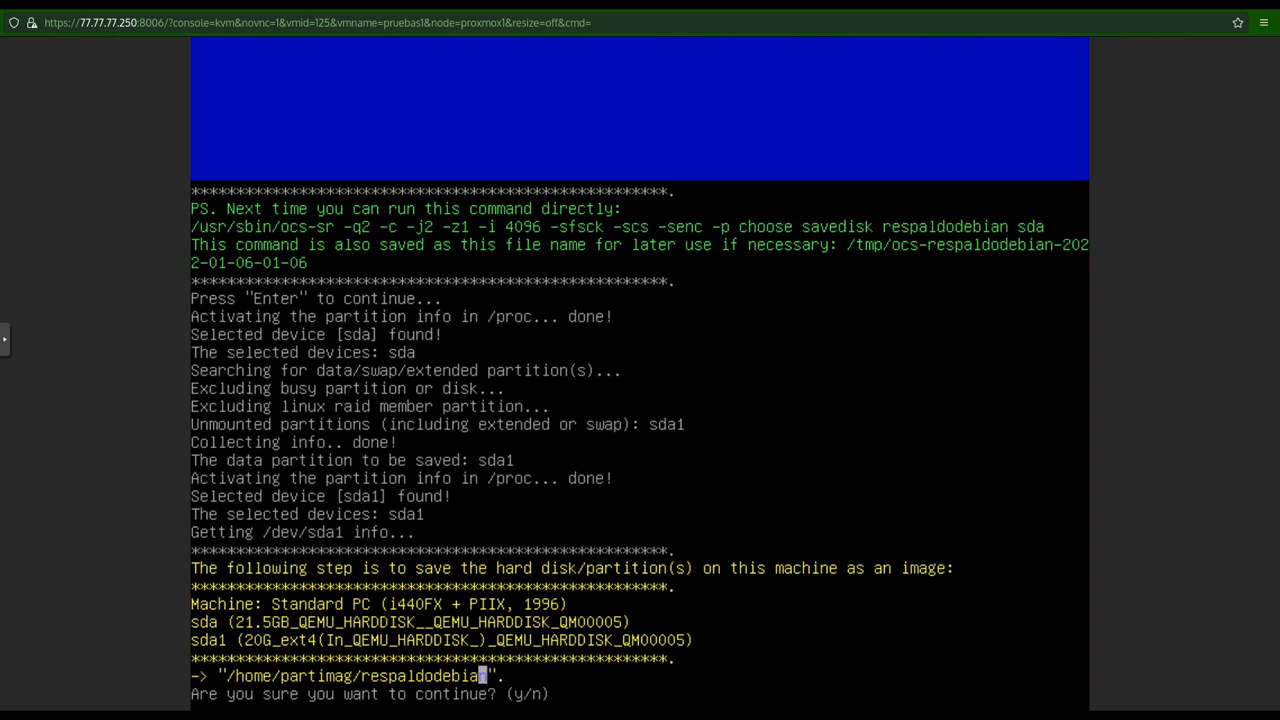 https://77.77.77.250:8006/?console=kvm&novnc=1&vmid=125&vmname=pruebas1&node=proxmox1&resize=off&cmd=
*****************************************************.
PS. Next time you can run this command directly:
/usr/sbin/ocs-sr -q2 -c -j2 -z1 -i 4096 -sfsck -scs -senc -p choose savedisk respaldodebian sda
This command is also saved as this file name for later use if necessary: /tmp/ocs-respaldodebian-202
2-01-06-01-06
*****************************************************.
Press "Enter" to continue...
Activating the partition info in /proc... done!
Selected device [sda] found!
The selected devices: sda
Searching for data/swap/extended partition(s)...
Excluding busy partition or disk...
Excluding linux raid member partition...
Unmounted partitions (including extended or swap): sda1
Collecting info.. done!
The data partition to be saved: sda1
Activating the partition info in /proc... done!
Selected device [sda1] found!
The selected devices: sda1
Getting /dev/sda1 info...
*****************************************************.
The following step is to save the hard disk/partition(s) on this machine as an image:
*****************************************************.
Machine: Standard PC (i440FX + PIIX, 1996)
sda (21.5GB_QEMU_HARDDISK__QEMU_HARDDISK_QM00005)
sda1 (20G_ext4(In_QEMU_HARDDISK_)_QEMU_HARDDISK_QM00005)
*****************************************************.
-> "/home/partimag/respaldodebian".
Are you sure you want to continue? (y/n)